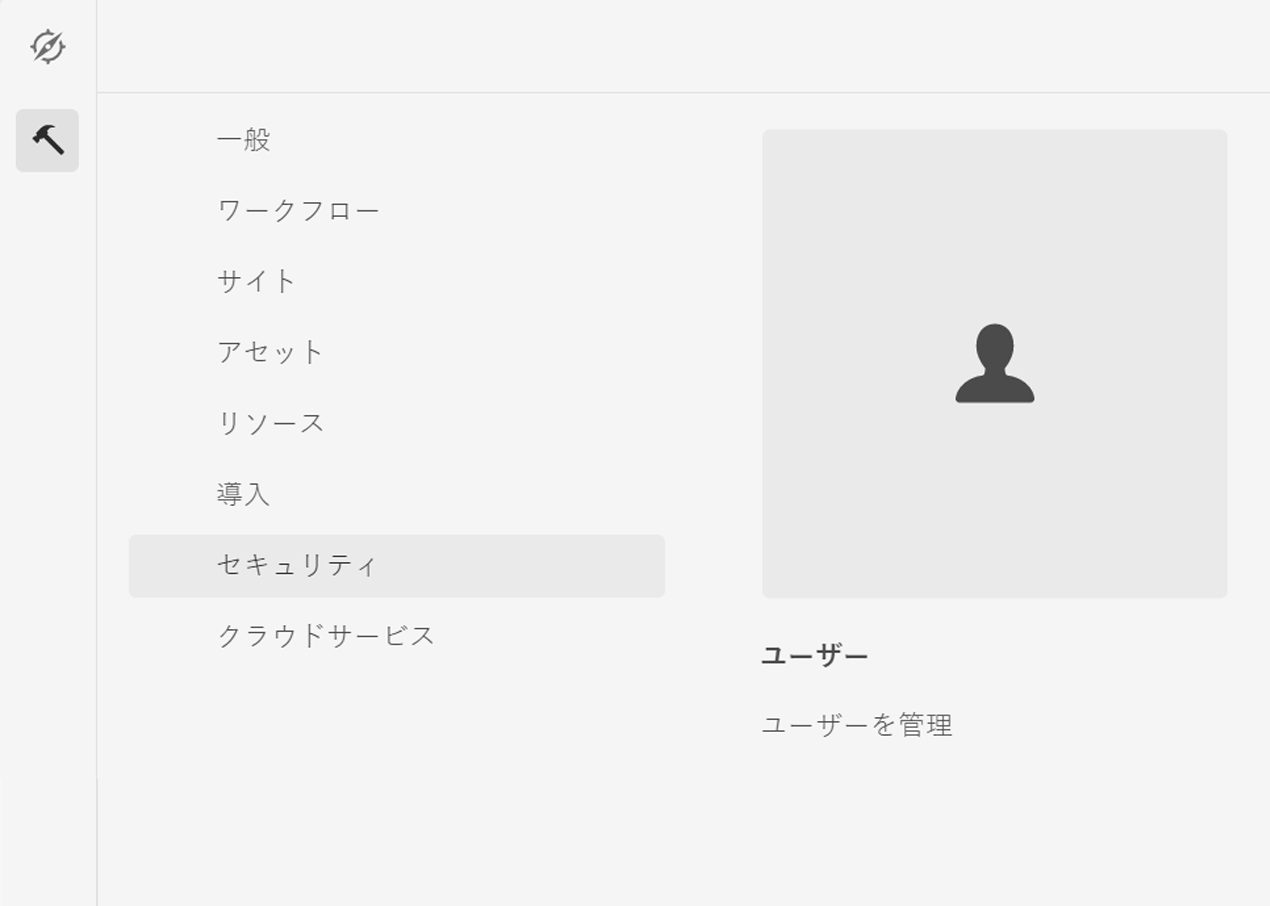 一般
ワークフロー
サイト
アセット
リソース
導入
セキュリティ
クラウドサービス
ユーザー
ユーザーを管理